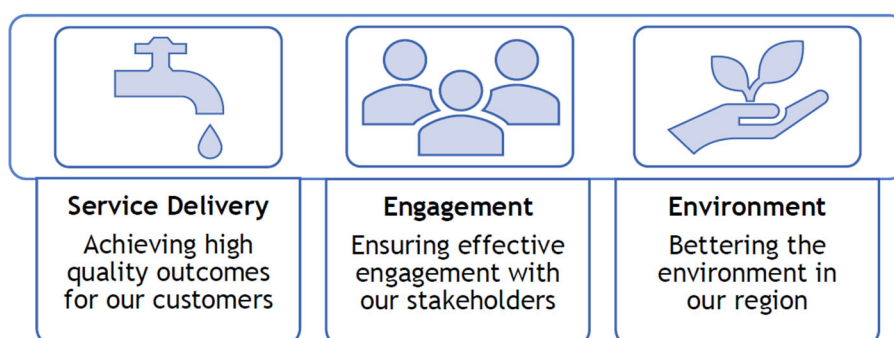 Service Delivery
Achieving high
quality outcomes
for our customers
Engagement
Ensuring effective
engagement with
our stakeholders
Environment
Bettering the
environment in
our region